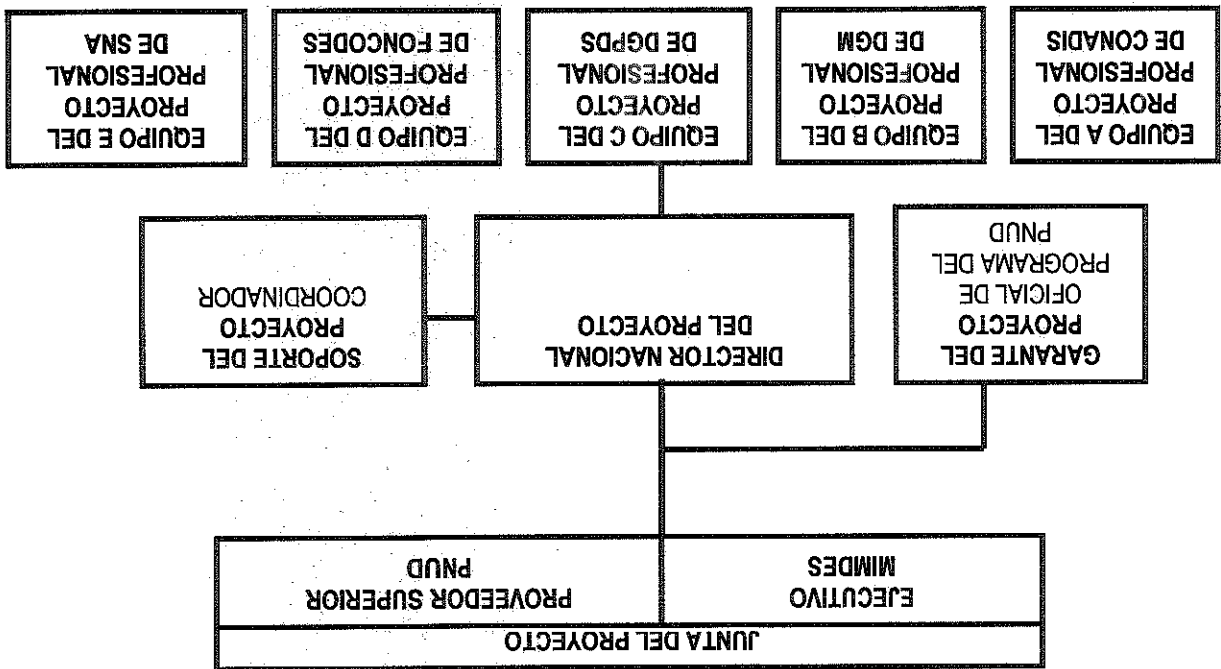 JUNTA DEL PROYECTO
EJECUTIVO
MIMDES
PROVEEDOR SUPERIOR
PNUD
GARANTE DEL
PROYECTO
OFICIAL DE
PROGRAMA DEL
PNUD
DIRECTOR NACIONAL
DEL PROYECTO
SOPORTE DEL
PROYECTO
COORDINADOR
EQUIPO A DEL
PROYECTO
PROFESIONAL
DE CONADIS
EQUIPO B DEL
PROYECTO
PROFESIONAL
DE DGM
EQUIPO C DEL
PROYECTO
PROFESIONAL
DE DGPDS
EQUIPO D DEL
PROYECTO
PROFESIONAL
DE FONCODES
EQUIPO E DEL
PROYECTO
PROFESIONAL
DE SNA